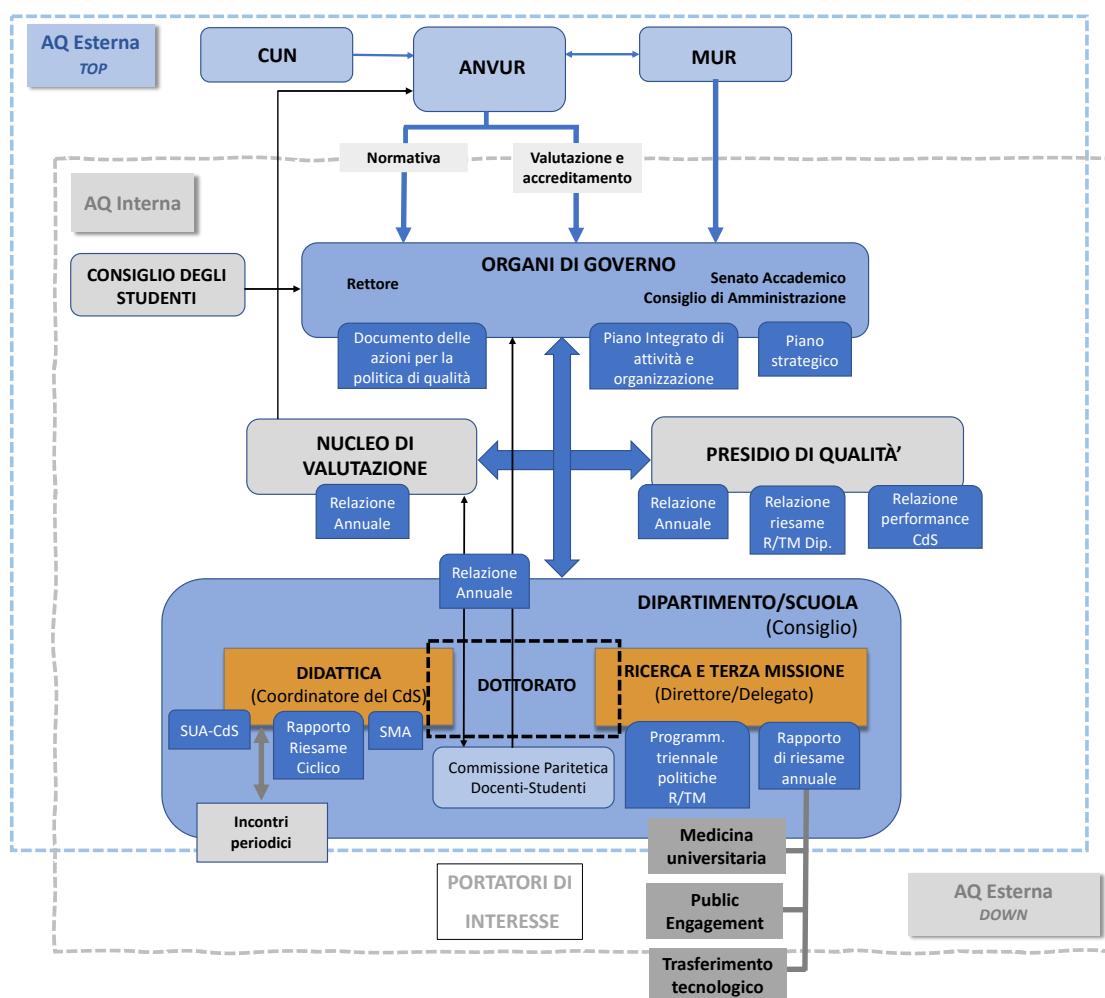 AQ Esterna
TOP
CUN
ANVUR
MUR
Normativa
Valutazione e
accreditamento
AQ Interna
CONSIGLIO DEGLI
STUDENTI
ORGANI DI GOVERNO
Rettore
Senato Accademico
Consiglio di Amministrazione
Documento delle
azioni per la
politica di qualità
Piano Integrato di
attività e
organizzazione
Piano
strategico
NUCLEO DI
VALUTAZIONE
Relazione
Annuale
PRESIDIO DI QUALITÀ’
Relazione
Annuale
Relazione
riesame
R/TM Dip.
Relazione
performance
CdS
Relazione
Annuale
DIPARTIMENTO/SCUOLA
(Consiglio)
DIDATTICA
(Coordinatore del CdS)
DOTTORATO
RICERCA E TERZA MISSIONE
(Direttore/Delegato)
SUA-CdS
Rapporto
Riesame
Ciclico
SMA
Commissione Paritetica
Docenti-Studenti
Programm.
triennale
politiche
R/TM
Rapporto
di riesame
annuale
Incontri
periodici
Medicina
universitaria
PORTATORI DI
INTERESSE
Public
Engagement
AQ Esterna
DOWN
Trasferimento
tecnologico